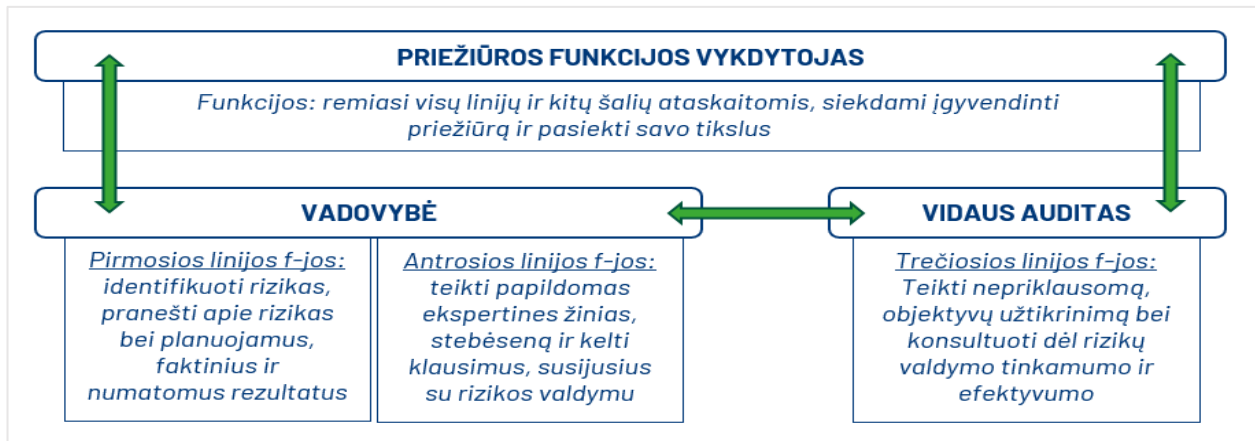 PRIEŽIŪROS FUNKCIJOS VYKDYTOJAS
Funkcijos: remiasi visų linijų ir kitų šalių ataskaitomis, siekdami įgyvendinti
priežiūrą ir pasiekti savo tikslus
VADOVYBĖ
Pirmosios linijos f-jos:
identifikuoti rizikas,
pranešti apie rizikas
bei planuojamus,
faktinius ir
numatomus rezultatus
Antrosios linijos f-jos:
teikti papildomas
ekspertines žinias,
stebėseną ir kelti
klausimus, susijusius
su rizikos valdymu
VIDAUS AUDITAS
Trečiosios linijos f-jos:
Teikti nepriklausomą,
objektyvų užtikrinimą bei
konsultuoti dėl rizikų
valdymo tinkamumo ir
efektyvumo